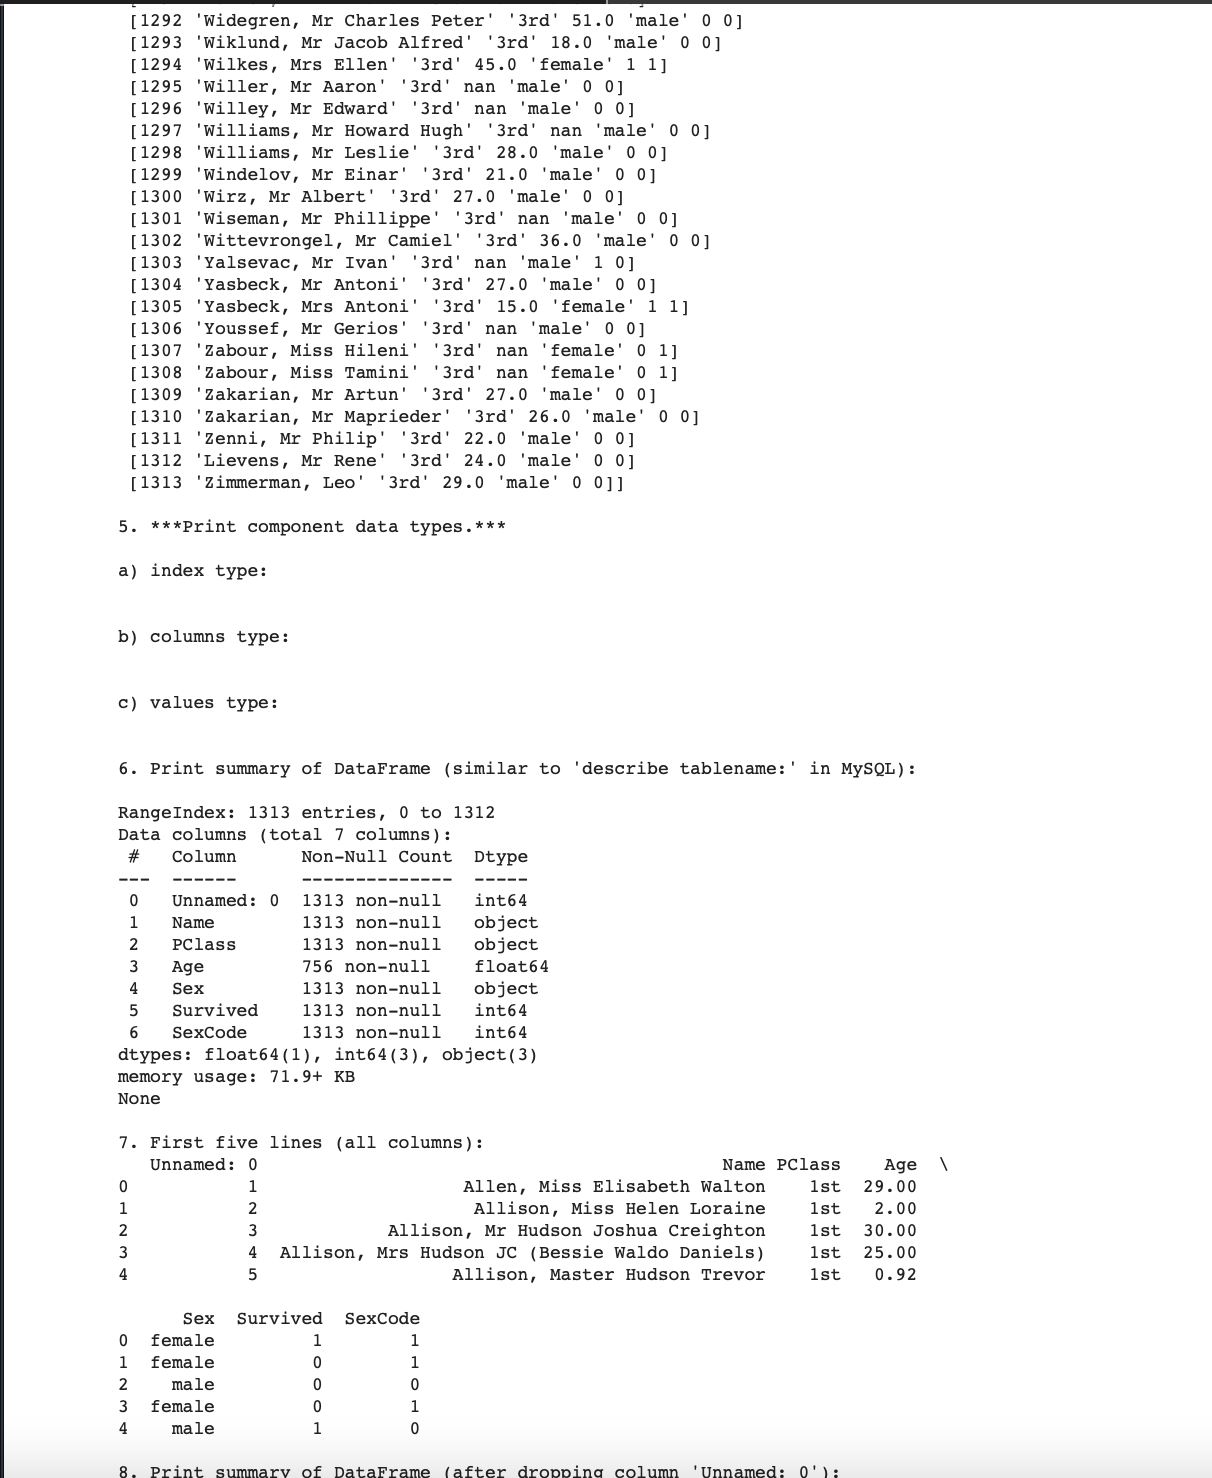 [1292 'Widegren, Mr Charles Peter' '3rd' 51.0 'male' 0 0]
[1293 'Wiklund, Mr Jacob Alfred' '3rd' 18.0 'male' 0 0]
[1294 'Wilkes, Mrs Ellen' '3rd' 45.0 'female' 1 1]
[1295 'Willer, Mr Aaron' '3rd' nan 'male' 0 0]
[1296 'Willey, Mr Edward' '3rd' nan 'male' 0 0]
[1297 'Williams, Mr Howard Hugh' '3rd' nan 'male' 0 0]
[1298 'Williams, Mr Leslie' '3rd' 28.0 'male' 0 0]
[1299 'Windelov, Mr Einar' '3rd' 21.0 'male' 0 0]
[1300 'Wirz, Mr Albert' '3rd' 27.0 'male' 0 0]
[1301 'Wiseman, Mr Phillippe' '3rd' nan 'male' 0 0]
[1302 'Wittevrongel, Mr Camiel' '3rd' 36.0 'male' 0 0]
[1303 'Yalsevac, Mr Ivan' '3rd' nan 'male' 1 0]
[1304 'Yasbeck, Mr Antoni' '3rd' 27.0 'male' 0 0]
[1305 'Yasbeck, Mrs Antoni' '3rd' 15.0 'female' 1 1]
[1306 'Youssef, Mr Gerios' '3rd' nan 'male' 0 0]
[1307 'Zabour, Miss Hileni' '3rd' nan 'female' 0 1]
[1308 'Zabour, Miss Tamini' '3rd' nan 'female' 0 1]
[1309 'Zakarian, Mr Artun' '3rd' 27.0 'male' 0 0]
[1310 'Zakarian, Mr Maprieder' '3rd' 26.0 'male' 0 0]
[1311 'Zenni, Mr Philip' '3rd' 22.0 'male' 0 0]
[1312 'Lievens, Mr Rene' '3rd' 24.0 'male' 0 0]
[1313 'Zimmerman, Leo' '3rd' 29.0 'male' 0 0]]
5. ***Print component data types.***
a) index type:
b) columns type:
c) values type:
6. Print summary of DataFrame (similar to 'describe tablename:' in MySQL):
RangeIndex: 1313 entries, 0 to 1312
Data columns (total 7 columns):
 #   Column      Non-Null Count  Dtype
---  ------      --------------  -----
 0   Unnamed: 0  1313 non-null   int64
 1   Name        1313 non-null   object
 2   PClass      1313 non-null   object
 3   Age         756 non-null    float64
 4   Sex         1313 non-null   object
 5   Survived    1313 non-null   int64
 6   SexCode     1313 non-null   int64
dtypes: float64(1), int64(3), object(3)
memory usage: 71.9+ KB
None
7. First five lines (all columns):
   Unnamed: 0                                           Name PClass    Age  \
0           1                   Allen, Miss Elisabeth Walton    1st  29.00
1           2                    Allison, Miss Helen Loraine    1st   2.00
2           3            Allison, Mr Hudson Joshua Creighton    1st  30.00
3           4  Allison, Mrs Hudson JC (Bessie Waldo Daniels)    1st  25.00
4           5                  Allison, Master Hudson Trevor    1st   0.92
      Sex  Survived  SexCode
0  female         1        1
1  female         0        1
2    male         0        0
3  female         0        1
4    male         1        0
8. Print summary of DataFrame (after dropping column 'Unnamed: 0'):